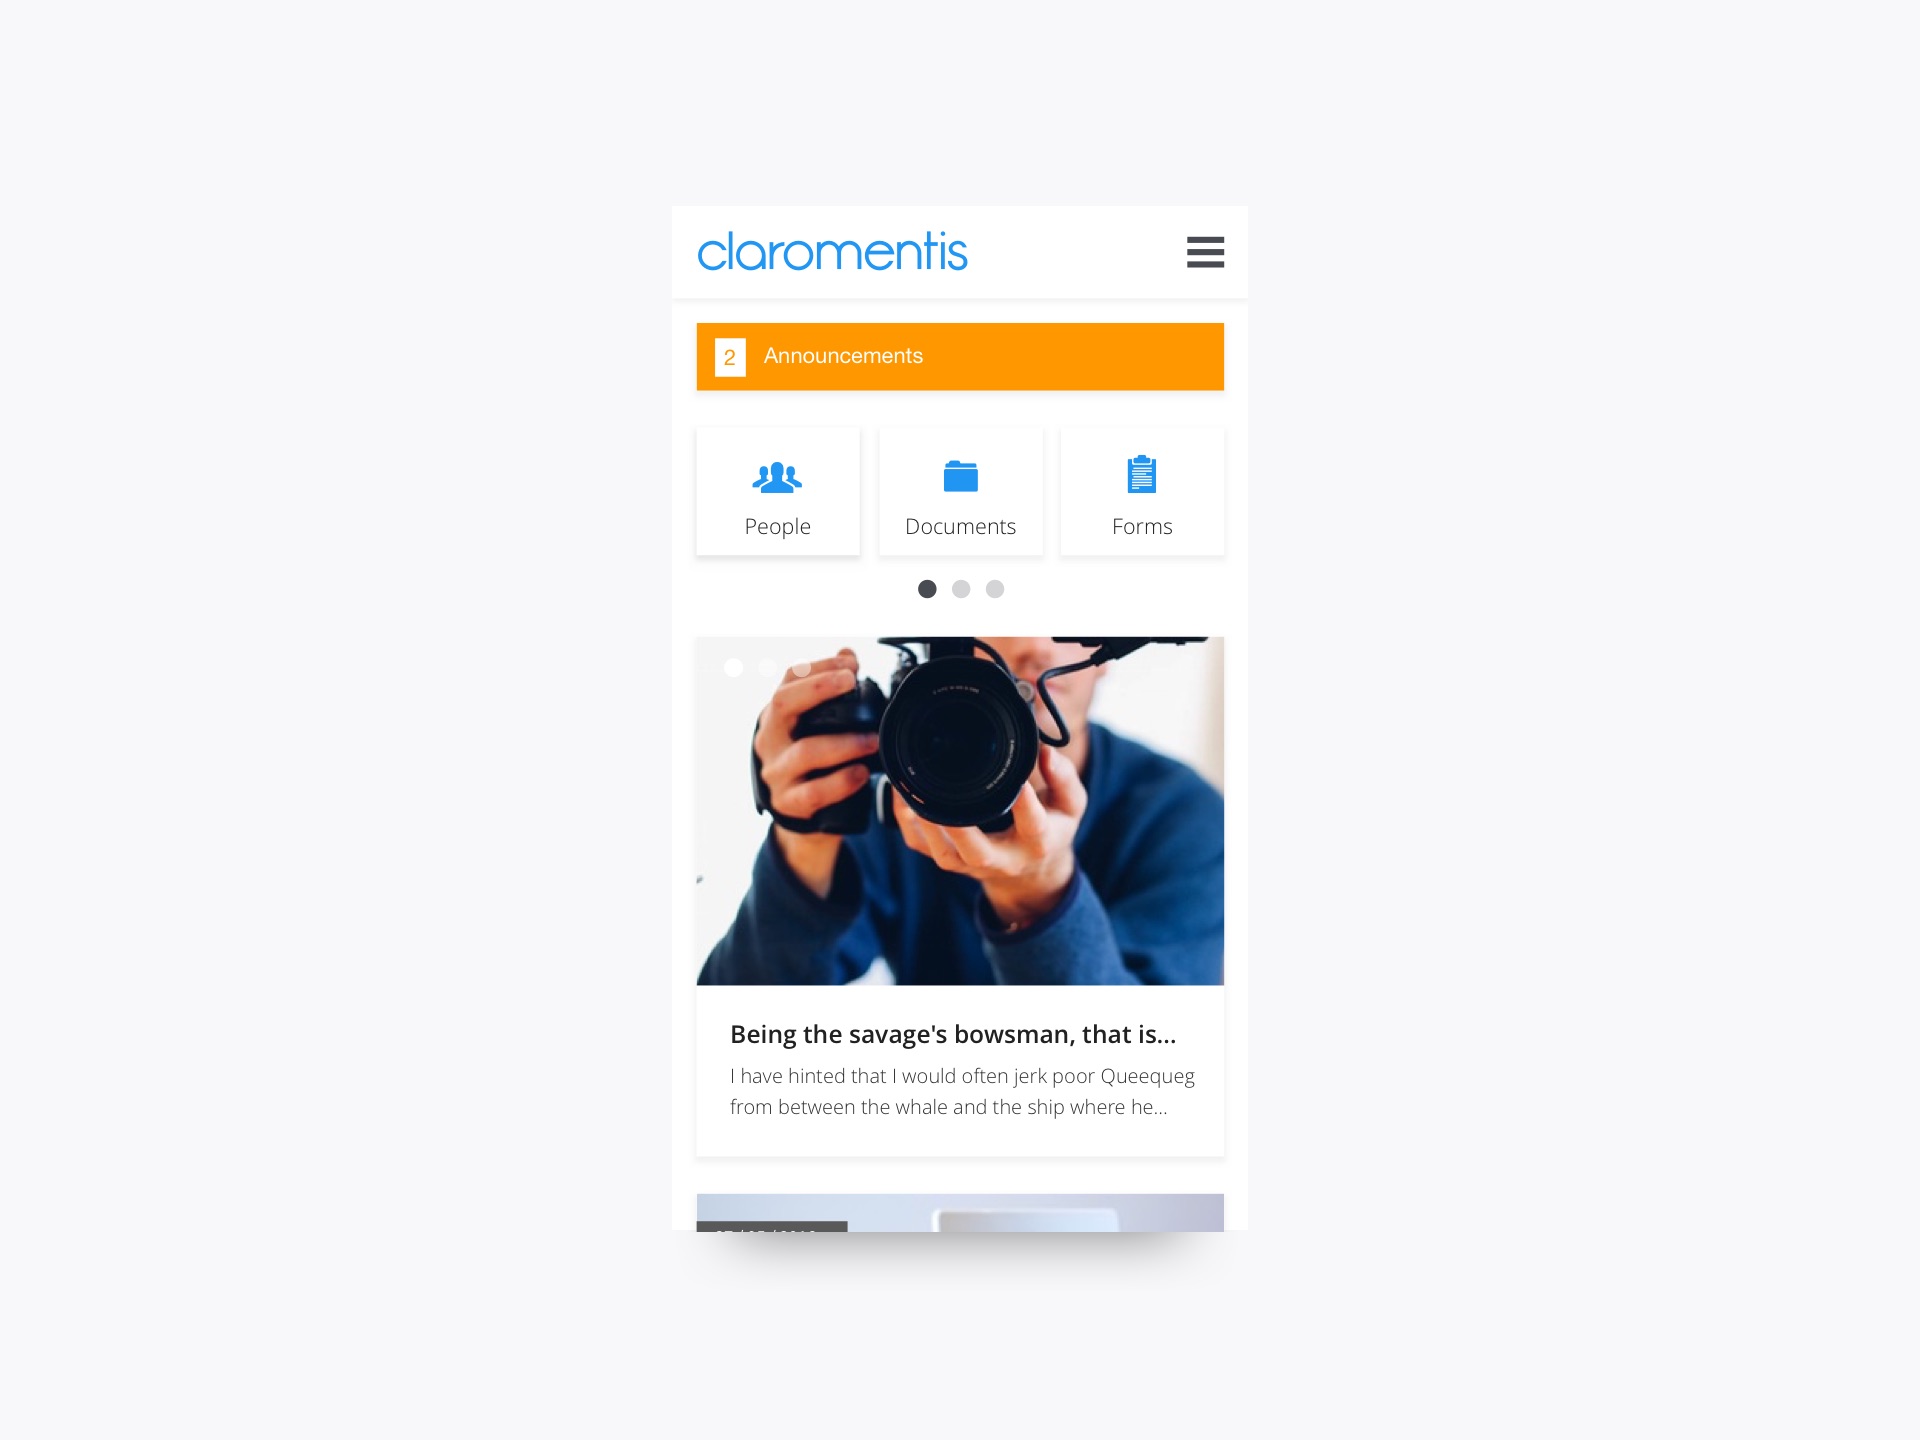 claromentis
2 Announcements
People Documents Forms
Being the savage's bowsman, that is...
I have hinted that I would often jerk poor Queequeg
from between the whale and the ship where he...